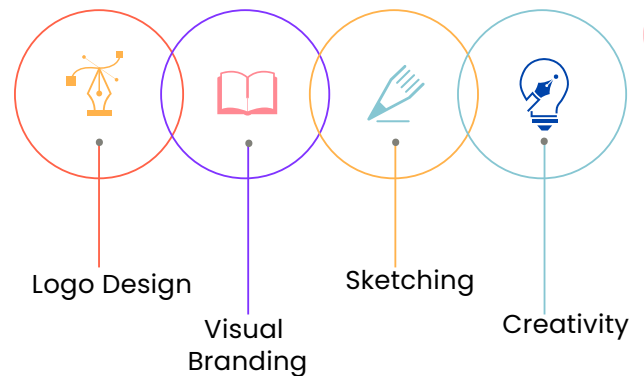 Logo Design
Visual
Branding
Sketching
Creativity